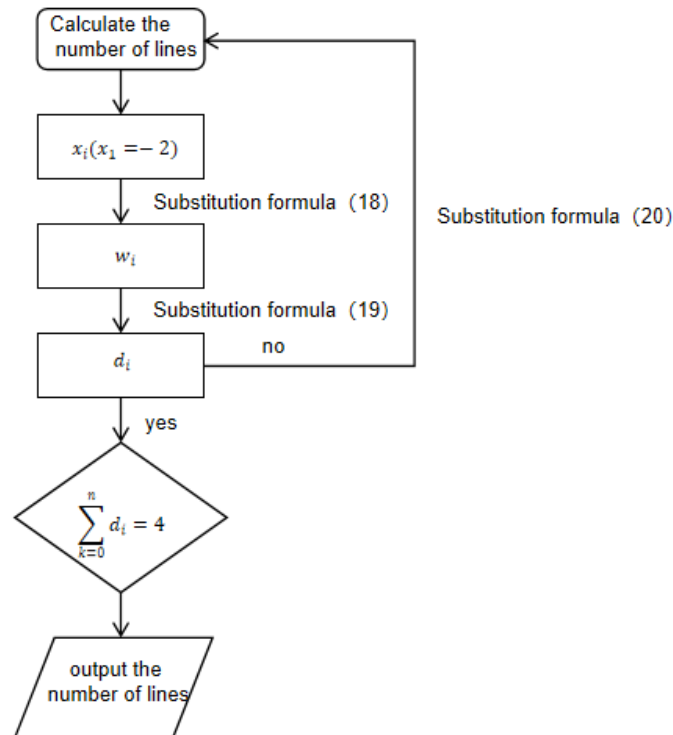 Calculate the
number of lines
x_i(x_1 =− 2)
Substitution formula (18)
Substitution formula (20)
w_i
Substitution formula (19)
d_i
no
yes
\sum_{k=0}^{n} d_i = 4
output the
number of lines